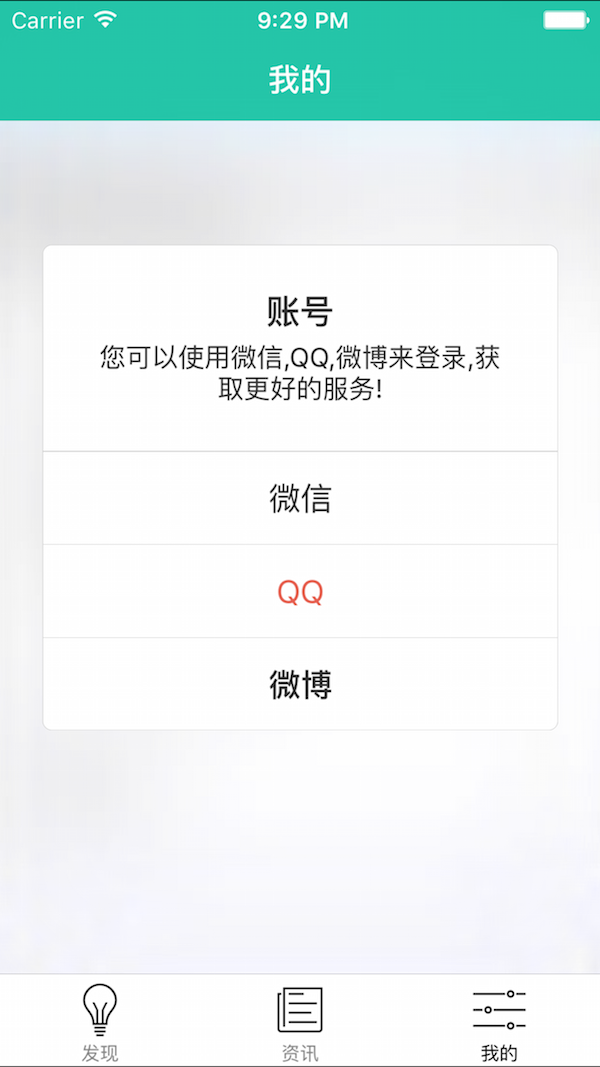 Carrier 9:29 PM
我的
账号
您可以使用微信,QQ,微博来登录,获
取更好的服务!
微信
QQ
微博
发现 资讯 我的